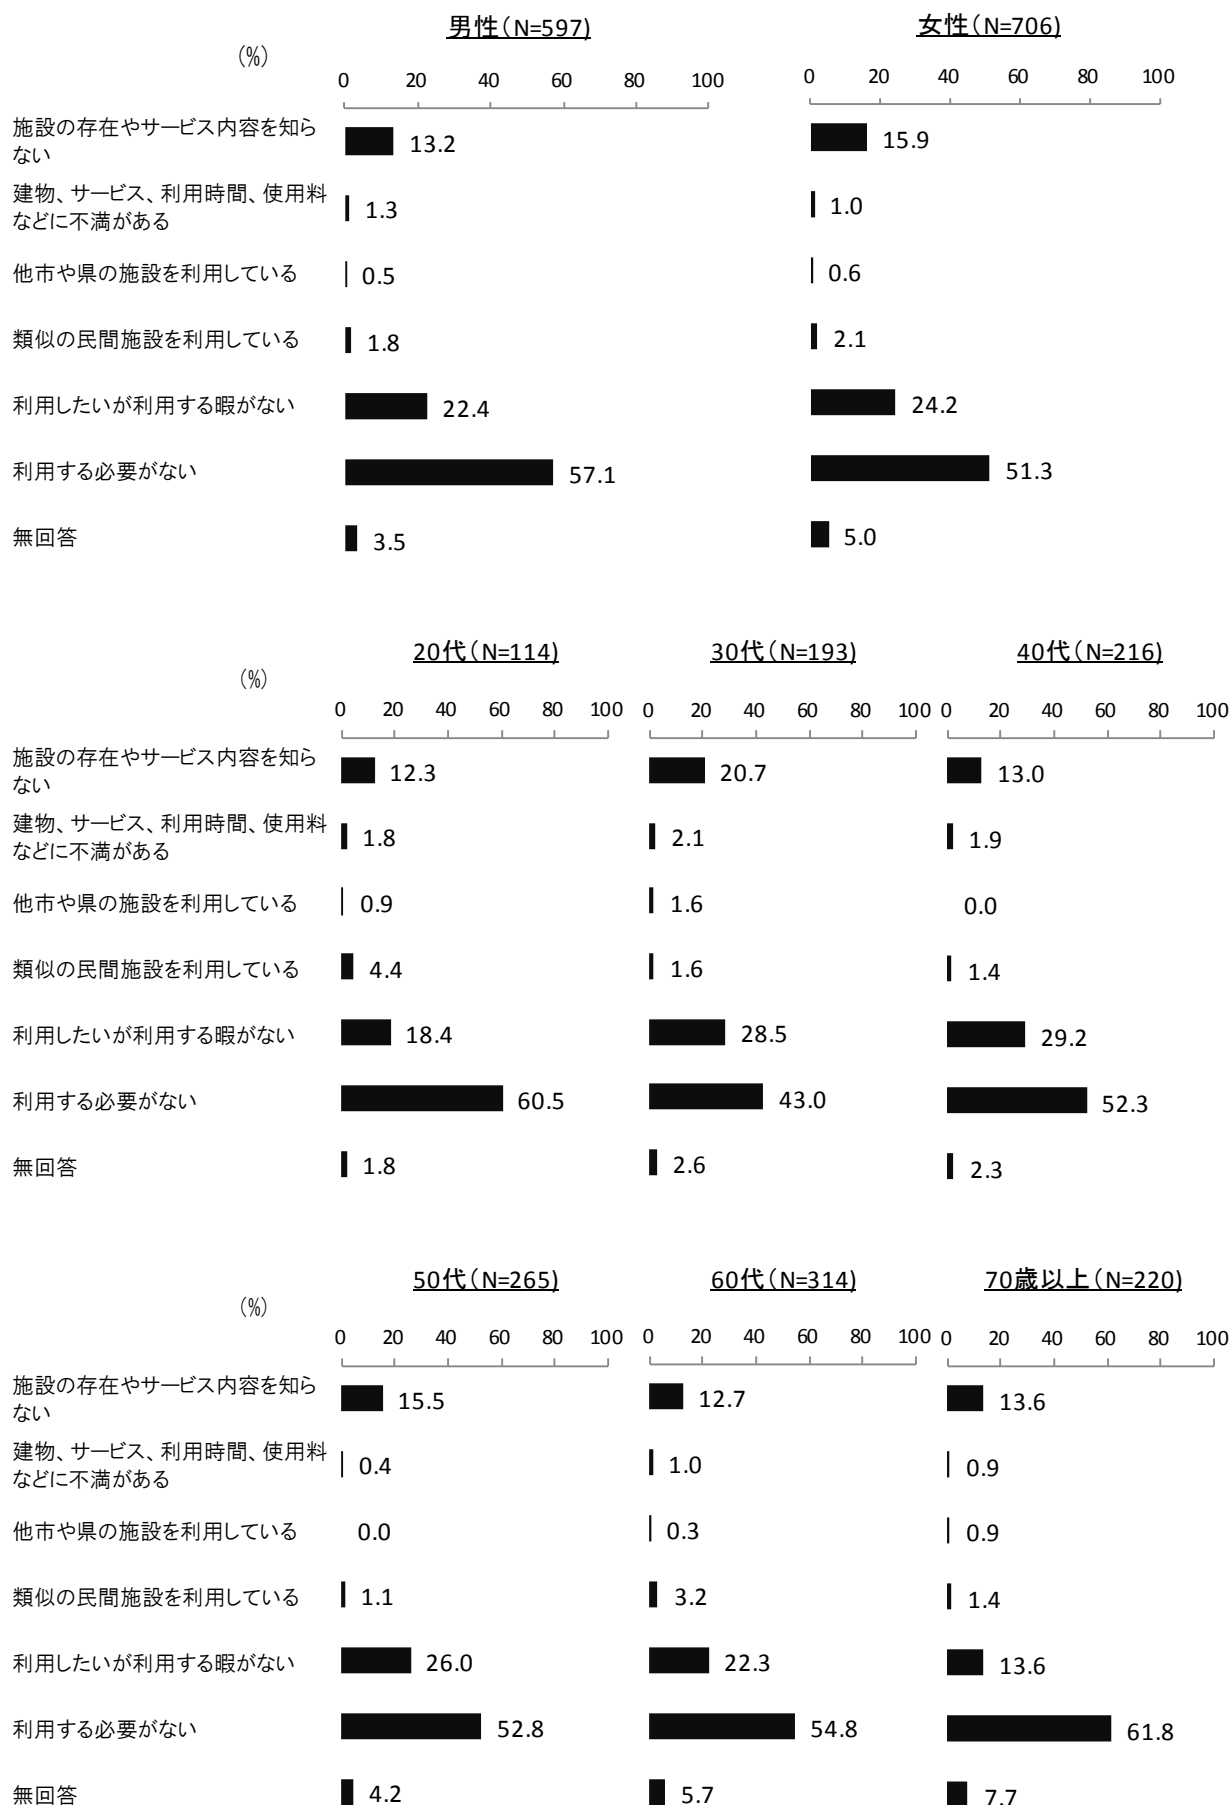 男性(N=597)
女性(N=706)
(%)
0 20 40 60 80 100
0 20 40 60 80 100
施設の存在やサービス内容を知ら
ない
13.2
15.9
建物、サービス、利用時間、使用料
などに不満がある
1.3
1.0
他市や県の施設を利用している
0.5
0.6
類似の民間施設を利用している
1.8
2.1
利用したいが利用する暇がない
22.4
24.2
利用する必要がない
57.1
51.3
無回答
3.5
5.0
20代(N=114)
30代(N=193)
40代(N=216)
(%)
0 20 40 60 80 100
0 20 40 60 80 100
0 20 40 60 80 100
施設の存在やサービス内容を知ら
ない
12.3
20.7
13.0
建物、サービス、利用時間、使用料
などに不満がある
1.8
2.1
1.9
他市や県の施設を利用している
0.9
1.6
0.0
類似の民間施設を利用している
4.4
1.6
1.4
利用したいが利用する暇がない
18.4
28.5
29.2
利用する必要がない
60.5
43.0
52.3
無回答
1.8
2.6
2.3
50代(N=265)
60代(N=314)
70歳以上(N=220)
(%)
0 20 40 60 80 100
0 20 40 60 80 100
0 20 40 60 80 100
施設の存在やサービス内容を知ら
ない
15.5
12.7
13.6
建物、サービス、利用時間、使用料
などに不満がある
0.4
1.0
0.9
他市や県の施設を利用している
0.0
0.3
0.9
類似の民間施設を利用している
1.1
3.2
1.4
利用したいが利用する暇がない
26.0
22.3
13.6
利用する必要がない
52.8
54.8
61.8
無回答
4.2
5.7
7.7